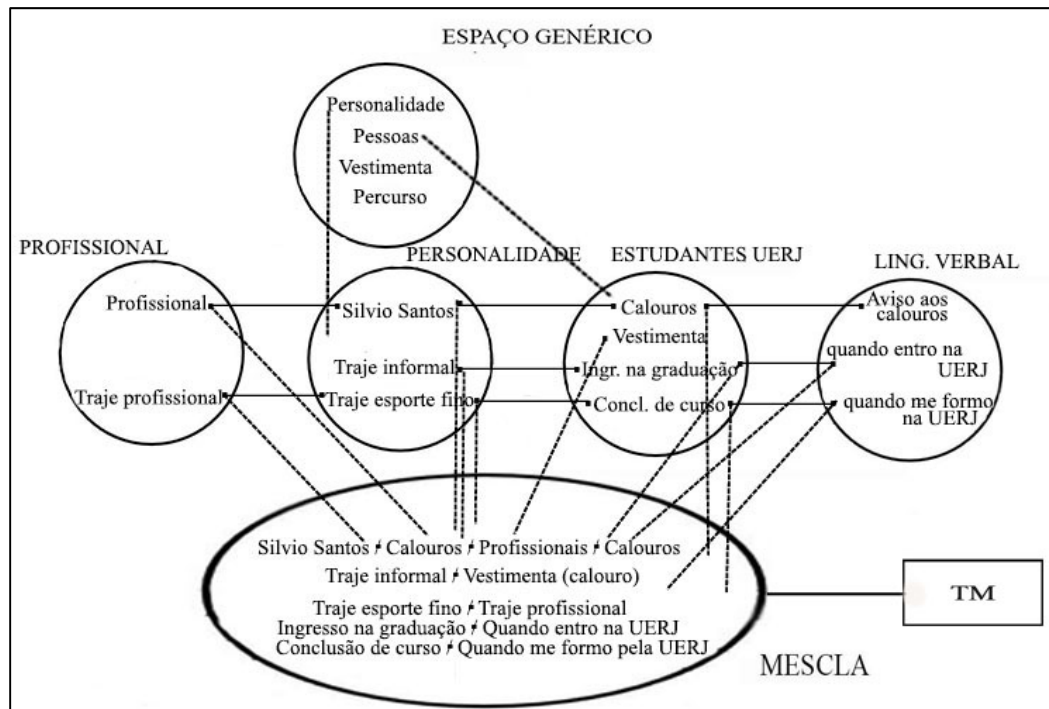 ESPAÇO GENÉRICO
Personalidade
Pessoas
Vestimenta
Percurso
PROFISSIONAL
Profissional
Traje profissional
PERSONALIDADE
Silvio Santos
Traje informal
Traje esporte fino
ESTUDANTES UERJ
Calouros
Vestimenta
Ingr. na graduação
Concl. de curso
LING. VERBAL
Aviso aos
calouros
quando entro na
UERJ
quando me formo
na UERJ
Silvio Santos / Calouros / Profissionais / Calouros
Traje informal / Vestimenta (calouro)
Traje esporte fino / Traje profissional
Ingresso na graduação / Quando entro na UERJ
Conclusão de curso / Quando me formo pela UERJ
MESCLA
TM